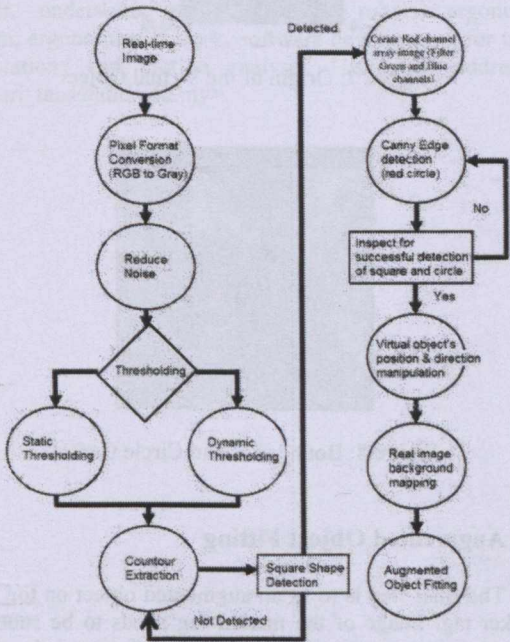 Real-time
Image
Pixel Format
Conversion
(RGB to Gray)
Reduce
Noise
Thresholding
Static
Thresholding
Dynamic
Thresholding
Countour
Extraction
Square Shape
Detection
Not Detected
Detected
Create Red channel
array image (Filter
Green and Blue
channels)
Canny Edge
detection
(red circle)
No
Inspect for
successful detection
of square and circle
Yes
Virtual object's
position & direction
manipulation
Real image
background
mapping
Augmented
Object Fitting
Augmented Object Fitting